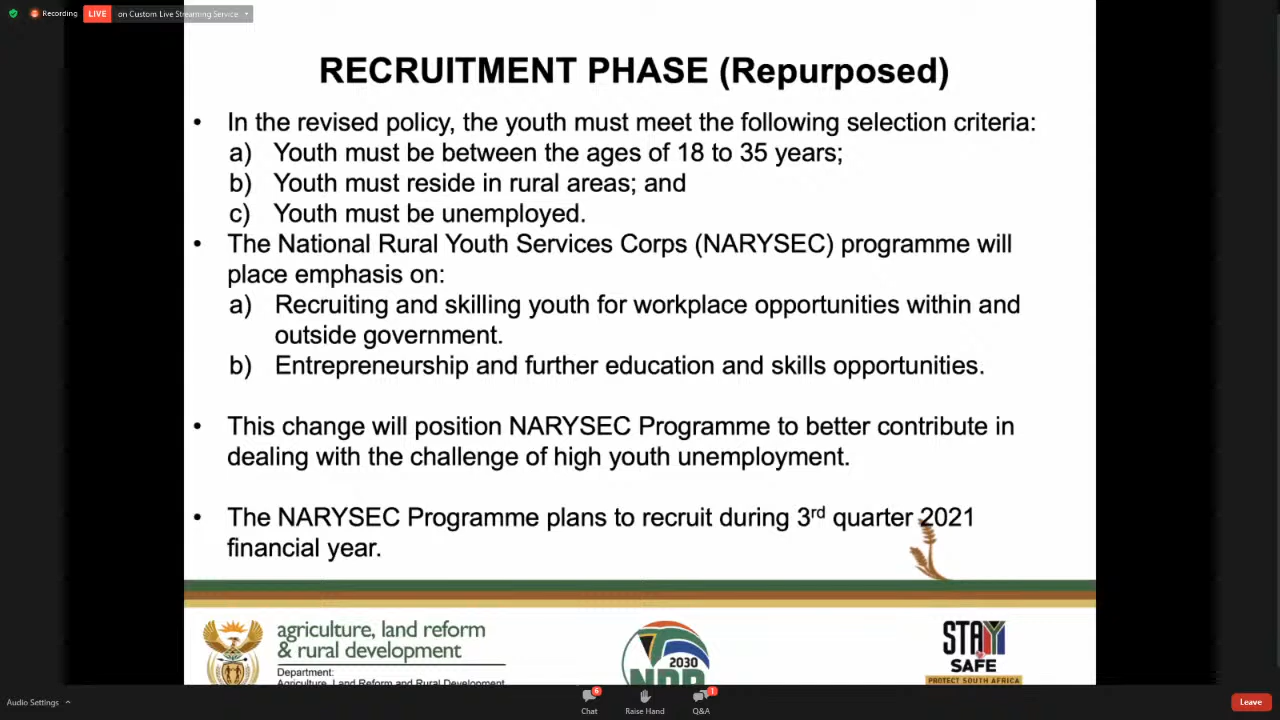 Recording
LIVE
on Custom Live Streaming Service
RECRUITMENT PHASE (Repurposed)
• In the revised policy, the youth must meet the following selection criteria:
a) Youth must be between the ages of 18 to 35 years;
b) Youth must reside in rural areas; and
c) Youth must be unemployed.
• The National Rural Youth Services Corps (NARYSEC) programme will
place emphasis on:
a) Recruiting and skilling youth for workplace opportunities within and
outside government.
b) Entrepreneurship and further education and skills opportunities.
• This change will position NARYSEC Programme to better contribute in
dealing with the challenge of high youth unemployment.
• The NARYSEC Programme plans to recruit during 3rd quarter 2021
financial year.
agriculture, land reform
& rural development
Department:
Agriculture, Land Reform and Rural Development
2030
NDP
STAY
SAFE
PROTECT SOUTH AFRICA
Audio Settings
6
Chat
Raise Hand
1
Q&A
Leave